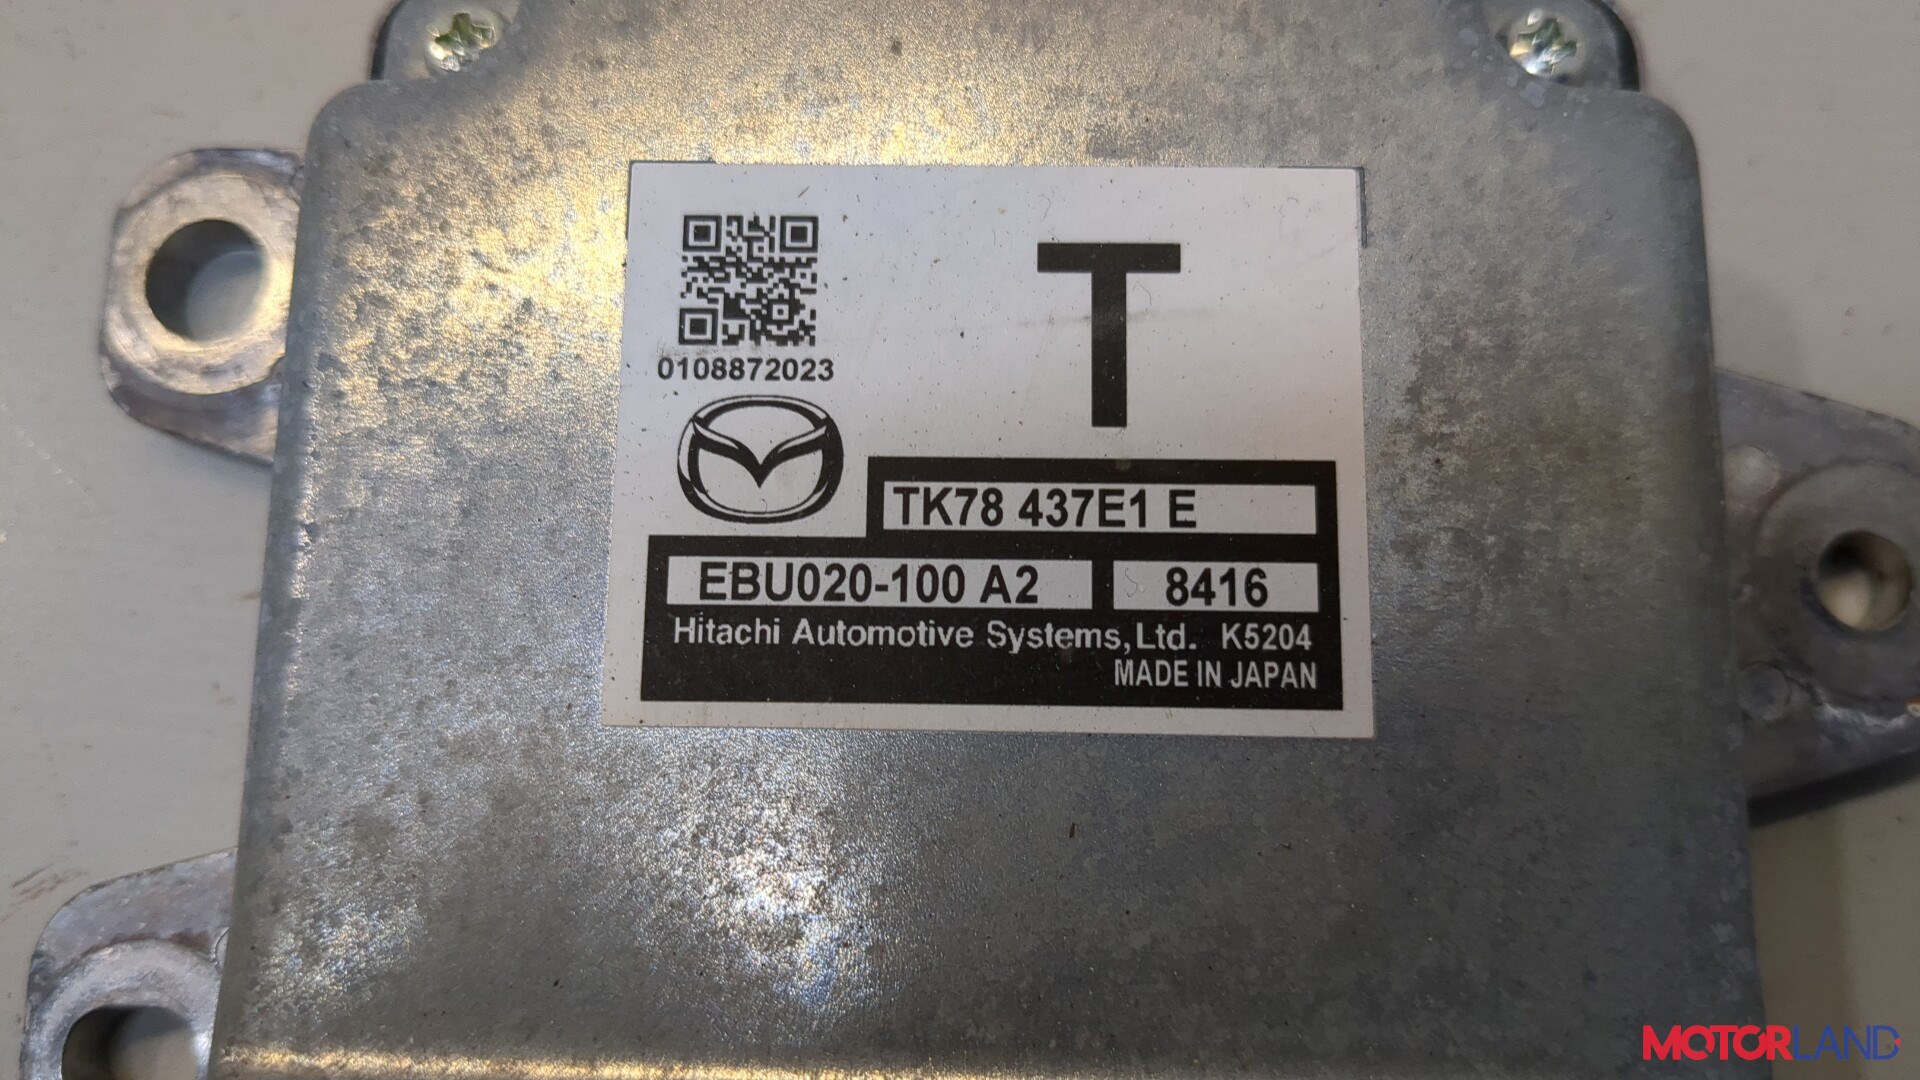 T
0108872023
TK78 437E1 E
EBU020-100 A2 8416
Hitachi Automotive Systems,Ltd. K5204
MADE IN JAPAN
MOTORLAND